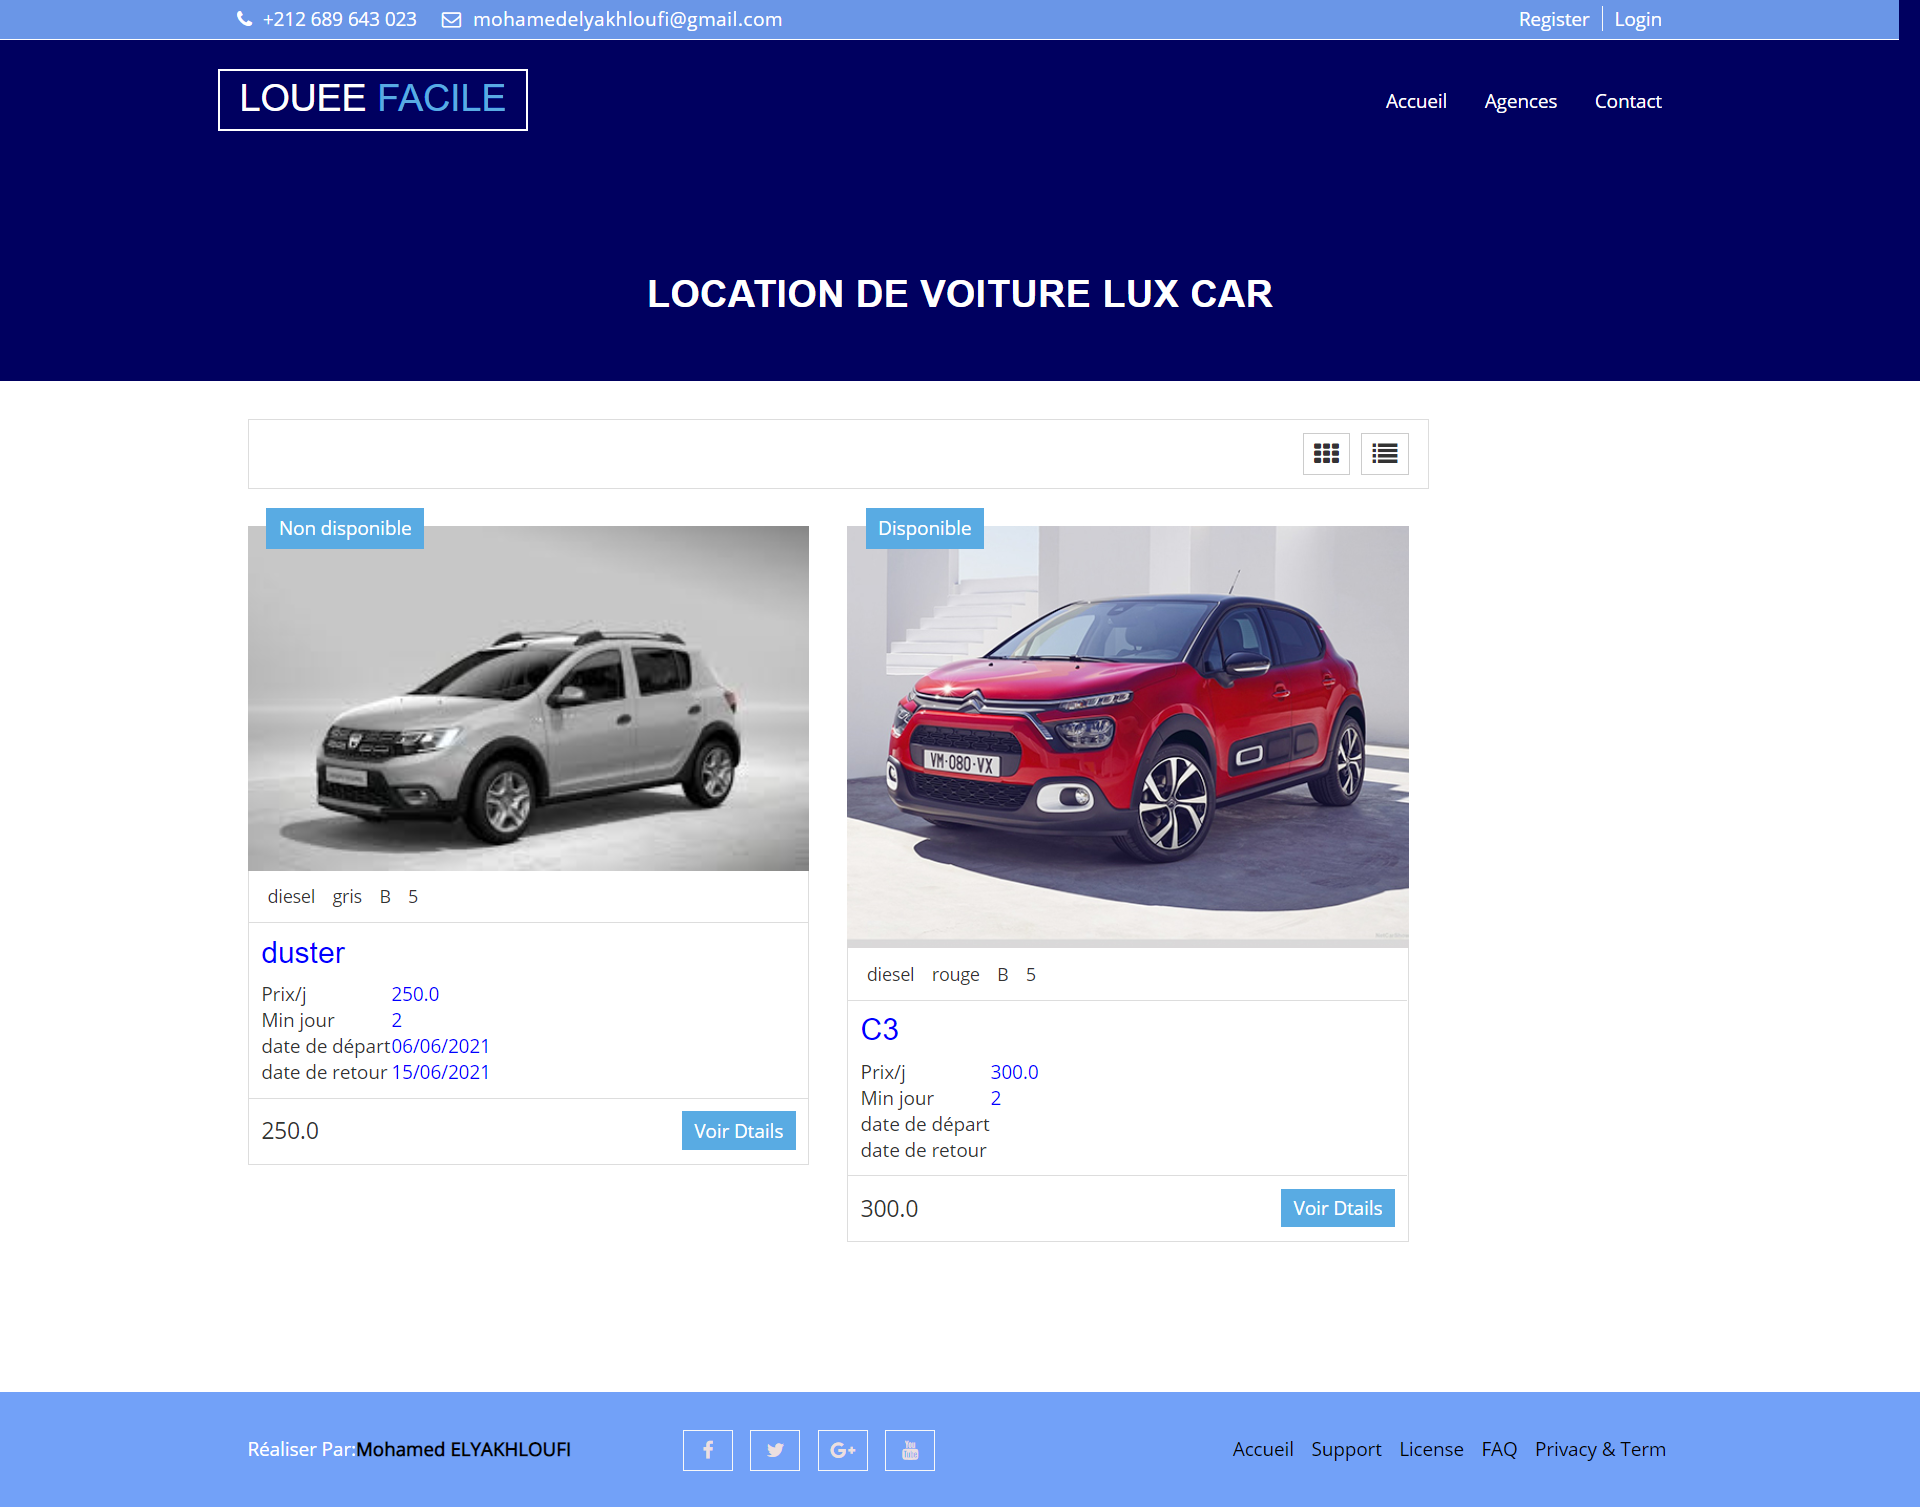 +212 689 643 023 mohamedelyakhloufi@gmail.com Register Login
LOUEE FACILE
Accueil Agences Contact
LOCATION DE VOITURE LUX CAR
Non disponible
diesel gris B 5
duster
Prix/j 250.0
Min jour 2
date de départ 06/06/2021
date de retour 15/06/2021
250.0 Voir Dtails
Disponible
VM-080-VX
diesel rouge B 5
C3
Prix/j 300.0
Min jour 2
date de départ
date de retour
300.0 Voir Dtails
Réaliser Par:Mohamed ELYAKHLOUFI
You Tube
Accueil Support License FAQ Privacy & Term